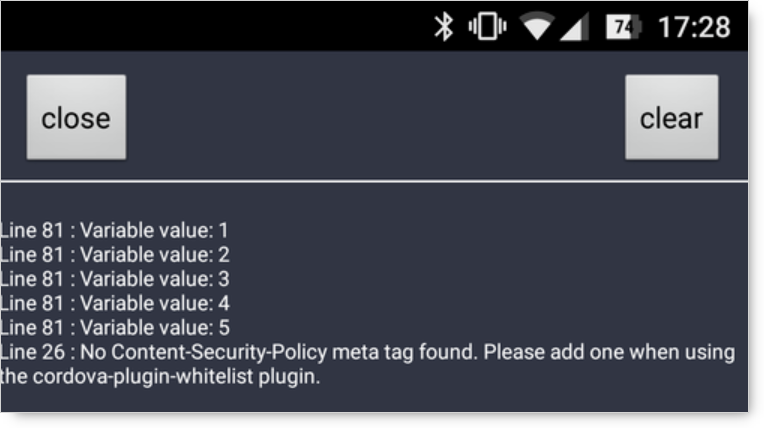 74 17:28
close clear
Line 81 : Variable value: 1
Line 81 : Variable value: 2
Line 81 : Variable value: 3
Line 81 : Variable value: 4
Line 81 : Variable value: 5
Line 26 : No Content-Security-Policy meta tag found. Please add one when using
the cordova-plugin-whitelist plugin.